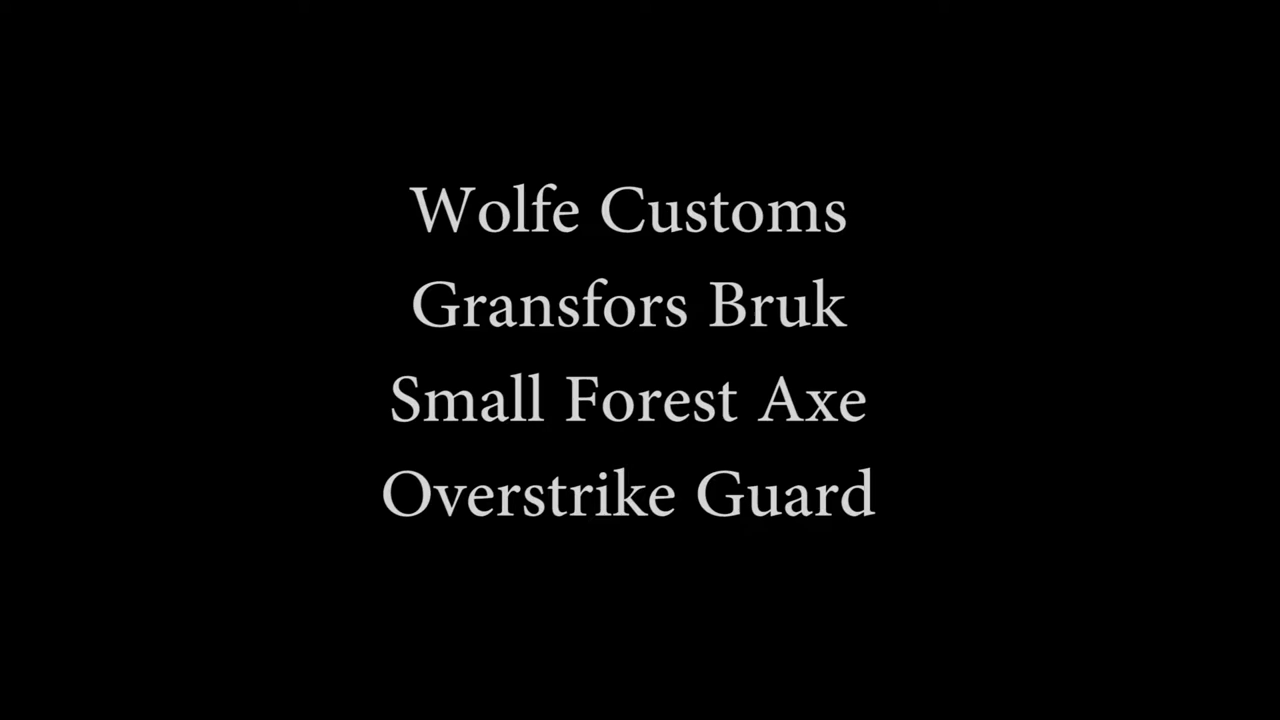 Wolfe Customs
Gransfors Bruk
Small Forest Axe
Overstrike Guard